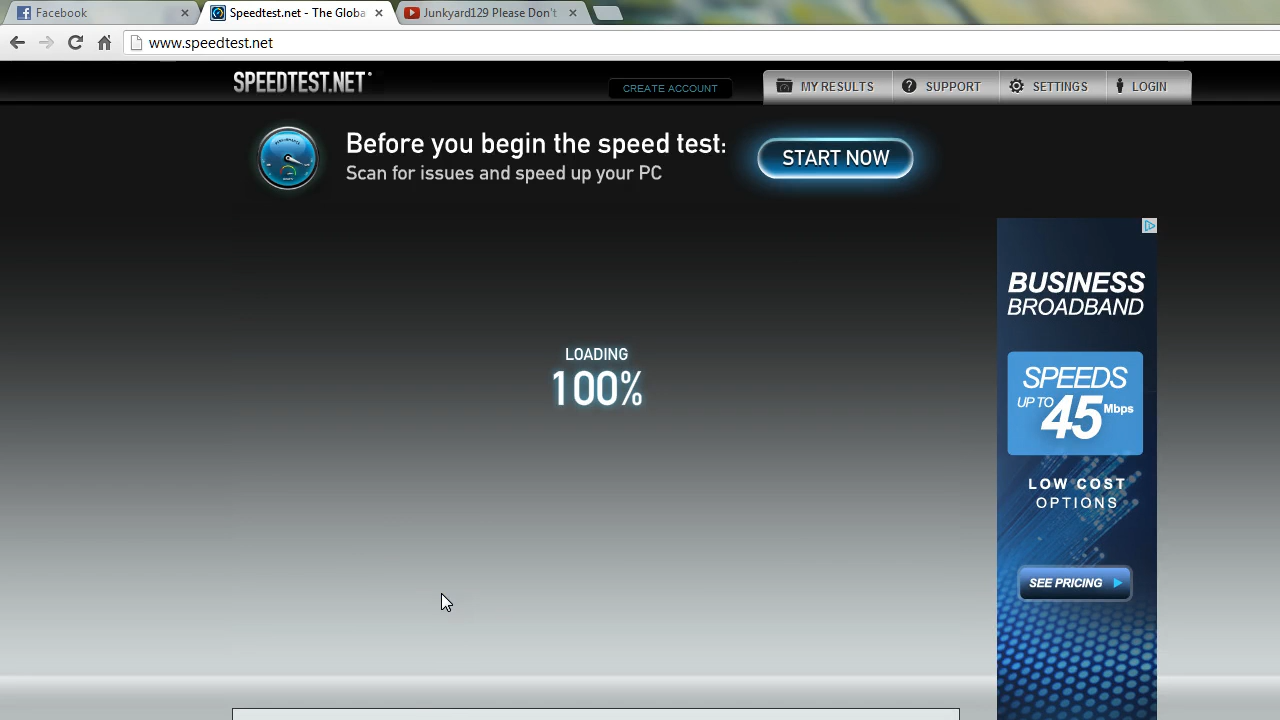 Facebook
Speedtest.net - The Globa
Junkyard129 Please Don't
www.speedtest.net
SPEEDTEST.NET
CREATE ACCOUNT
MY RESULTS
SUPPORT
SETTINGS
LOGIN
Before you begin the speed test:
Scan for issues and speed up your PC
START NOW
LOADING
100%
BUSINESS
BROADBAND
SPEEDS
UP TO 45 Mbps
LOW COST
OPTIONS
SEE PRICING